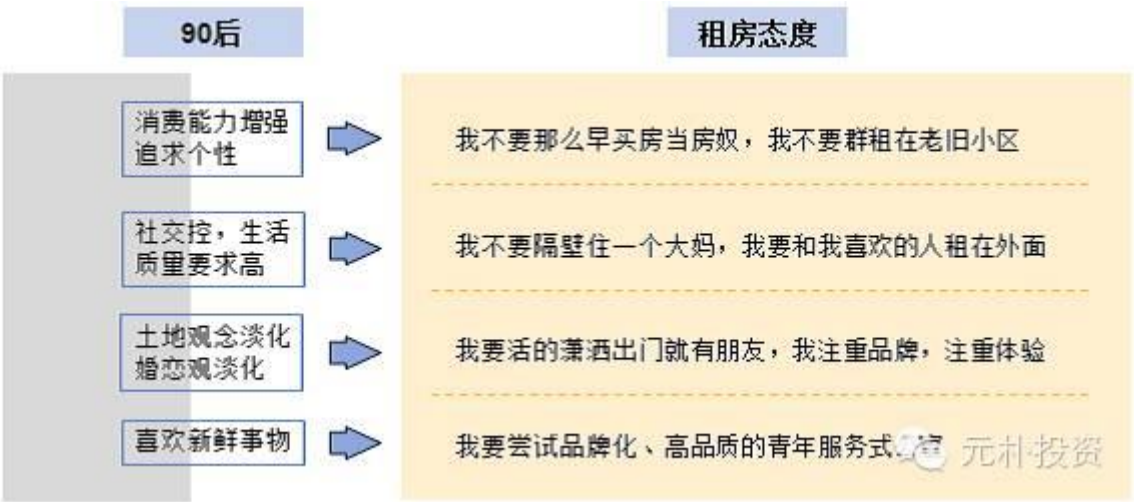 90后
租房态度
消费能力增强
追求个性
我不要那么早买房当房奴，我不要群租在老旧小区
社交控，生活
质量要求高
我不要隔壁住一个大妈，我要和我喜欢的人租在外面
土地观念淡化
婚恋观淡化
我要活的潇洒出门就有朋友，我注重品牌，注重体验
喜欢新鲜事物
我要尝试品牌化、高品质的青年服务式
元朴投资